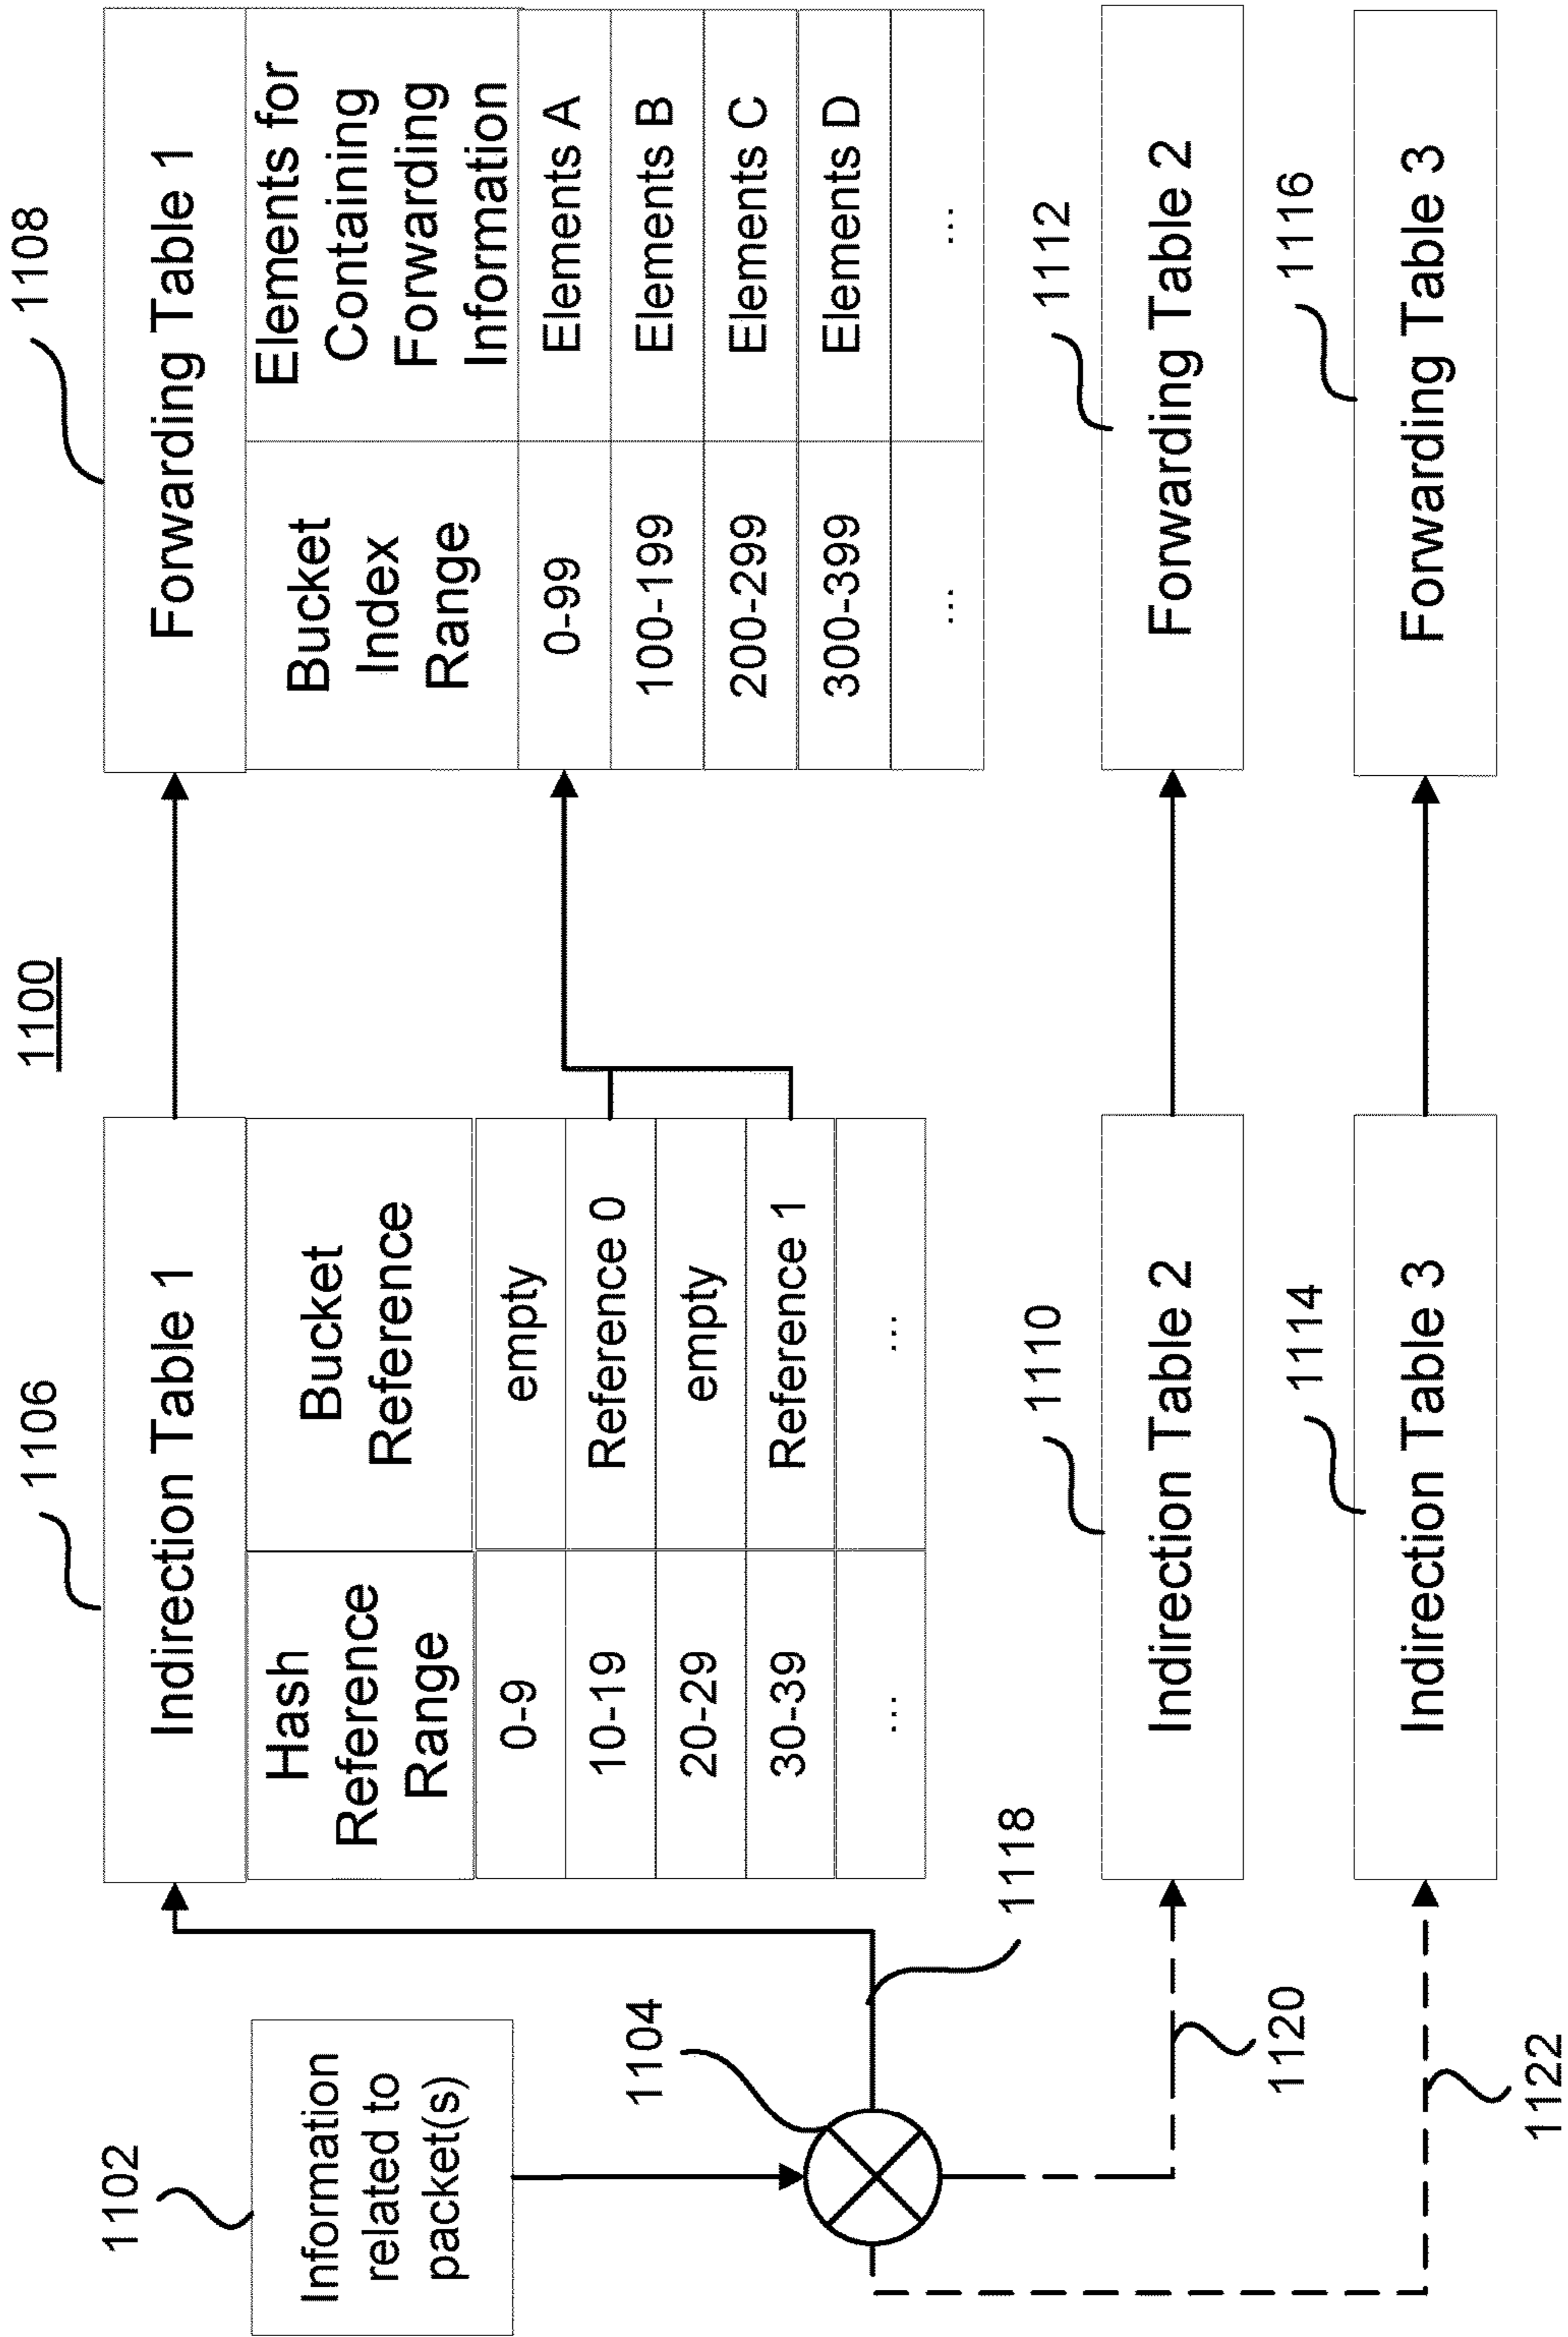 1100
1102
Information
related to
packet(s)
1104
1118
1120
1122
1106
Indirection Table 1
Hash
Reference
Range
Bucket
Reference
0-9
empty
10-19
Reference 0
20-29
empty
30-39
Reference 1
...
...
1108
Forwarding Table 1
Bucket
Index
Range
Elements for
Containing
Forwarding
Information
0-99
Elements A
100-199
Elements B
200-299
Elements C
300-399
Elements D
...
...
1110
Indirection Table 2
1112
Forwarding Table 2
1114
Indirection Table 3
1116
Forwarding Table 3